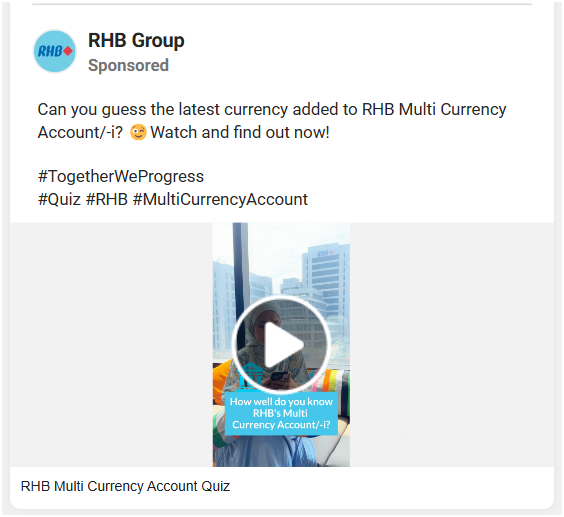 RHB
RHB Group
Sponsored
Can you guess the latest currency added to RHB Multi Currency
Account/-i? 😉 Watch and find out now!
#TogetherWeProgress
#Quiz #RHB #MultiCurrencyAccount
RHB
How well do you know
RHB's Multi
Currency Account/-i?
RHB Multi Currency Account Quiz